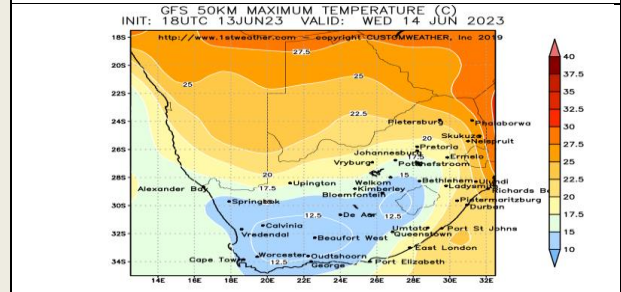 GFS 50KM MAXIMUM TEMPERATURE (C)
INIT: 18UTC 13JUN23 VALID: WED 14 JUN 2023
http://www.1stweather.com - copyright CUSTOMWEATHER, Inc 2019
18S
20S
22S
24S
26S
28S
30S
32S
34S
27.5
25
25
22.5
20
17.5
15
20
17.5
12.5
12.5
12.5
Pietersburg
Phalaborwa
Skukuza
Nelspruit
Pretoria
Johannesburg
Ermelo
Vryburg
Potchefstroom
Upington
Welkom
Kimberley
Bloemfontein
Bethlehem
Ulundi
Ladysmith
Richards Ba
Alexander Bay
Springbok
Pietermaritzburg
Durban
De Aar
Calvinia
Vredendal
Beaufort West
Umtata
Queenstown
Port St Johns
East London
Worcester
Oudtshoorn
Cape Town
George
Port Elizabeth
14E 16E 18E 20E 22E 24E 26E 28E 30E 32E
40
37.5
35
32.5
30
27.5
25
22.5
20
17.5
15
10